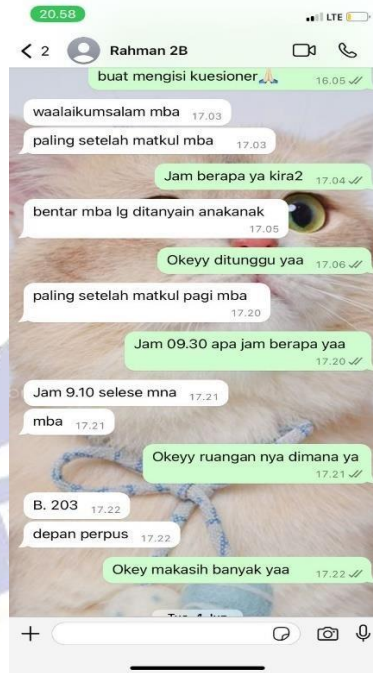 20.58
LTE
2 Rahman 2B
buat mengisi kuesioner🙏🏻 16.05
waalaikumsalam mba 17.03
paling setelah matkul mba 17.03
Jam berapa ya kira2 17.04
bentar mba lg ditanyain anakanak
17.05
Okeyy ditunggu yaa 17.06
paling setelah matkul pagi mba
17.20
Jam 09.30 apa jam berapa yaa
17.20
Jam 9.10 selese mna 17.21
mba 17.21
Okeyy ruangan nya dimana ya
17.21
B. 203 17.22
depan perpus 17.22
Okey makasih banyak yaa 17.22